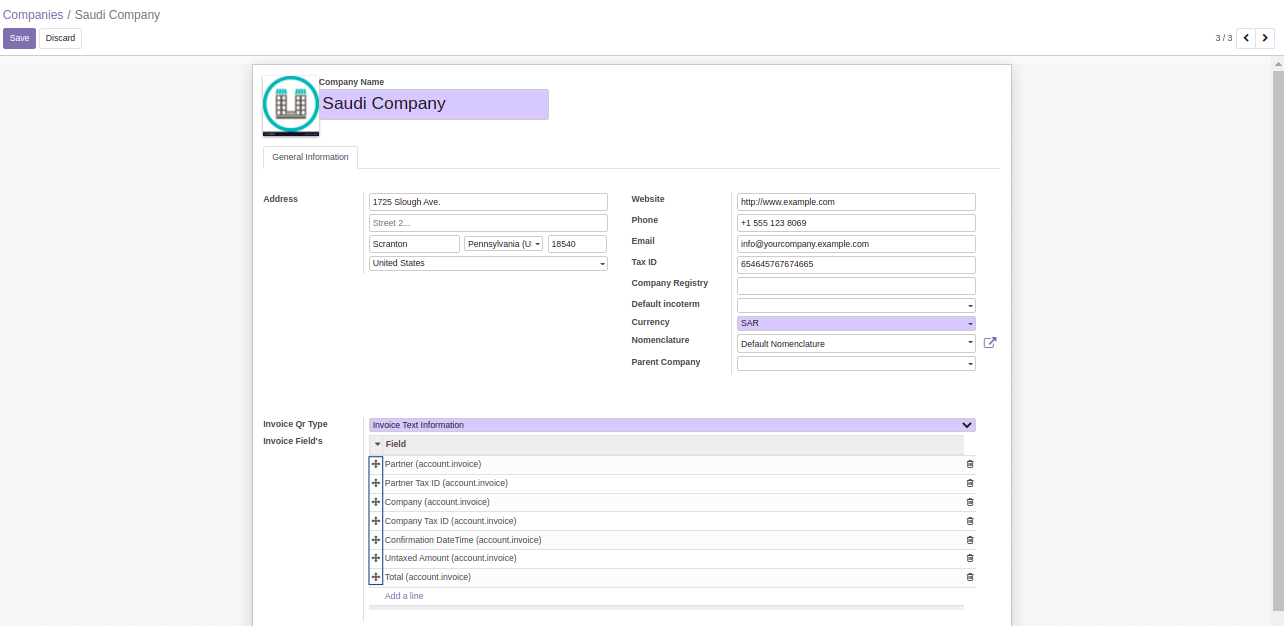 Companies / Saudi Company
Save Discard 3 / 3
Company Name
Saudi Company
General Information
Address
1725 Slough Ave.
Street 2...
Scranton Pennsylvania (U 18540
United States
Website http://www.example.com
Phone +1 555 123 8069
Email info@yourcompany.example.com
Tax ID 654645767674665
Company Registry
Default incoterm
Currency SAR
Nomenclature Default Nomenclature
Parent Company
Invoice Qr Type Invoice Text Information
Invoice Field's Field
Partner (account.invoice)
Partner Tax ID (account.invoice)
Company (account.invoice)
Company Tax ID (account.invoice)
Confirmation DateTime (account.invoice)
Untaxed Amount (account.invoice)
Total (account.invoice)
Add a line